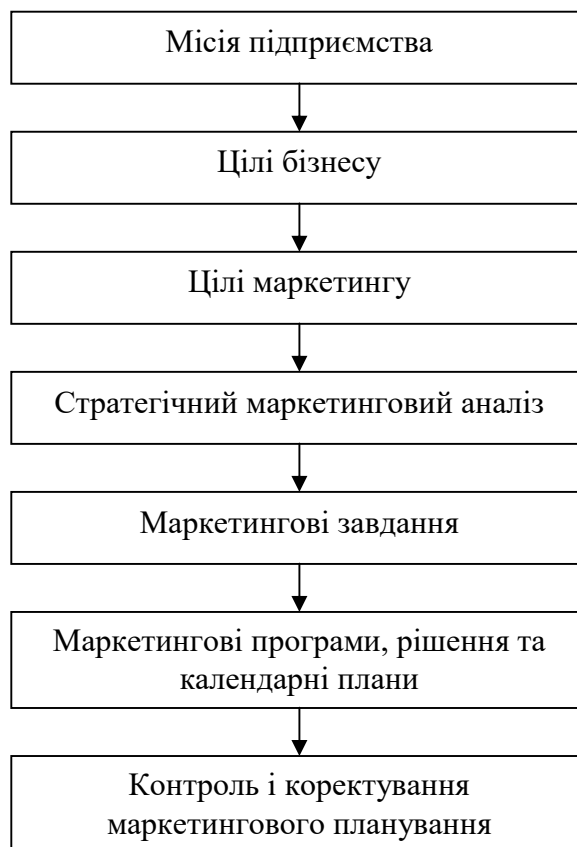 Місія підприємства
Цілі бізнесу
Цілі маркетингу
Стратегічний маркетинговий аналіз
Маркетингові завдання
Маркетингові програми, рішення та
календарні плани
Контроль і коректування
маркетингового планування